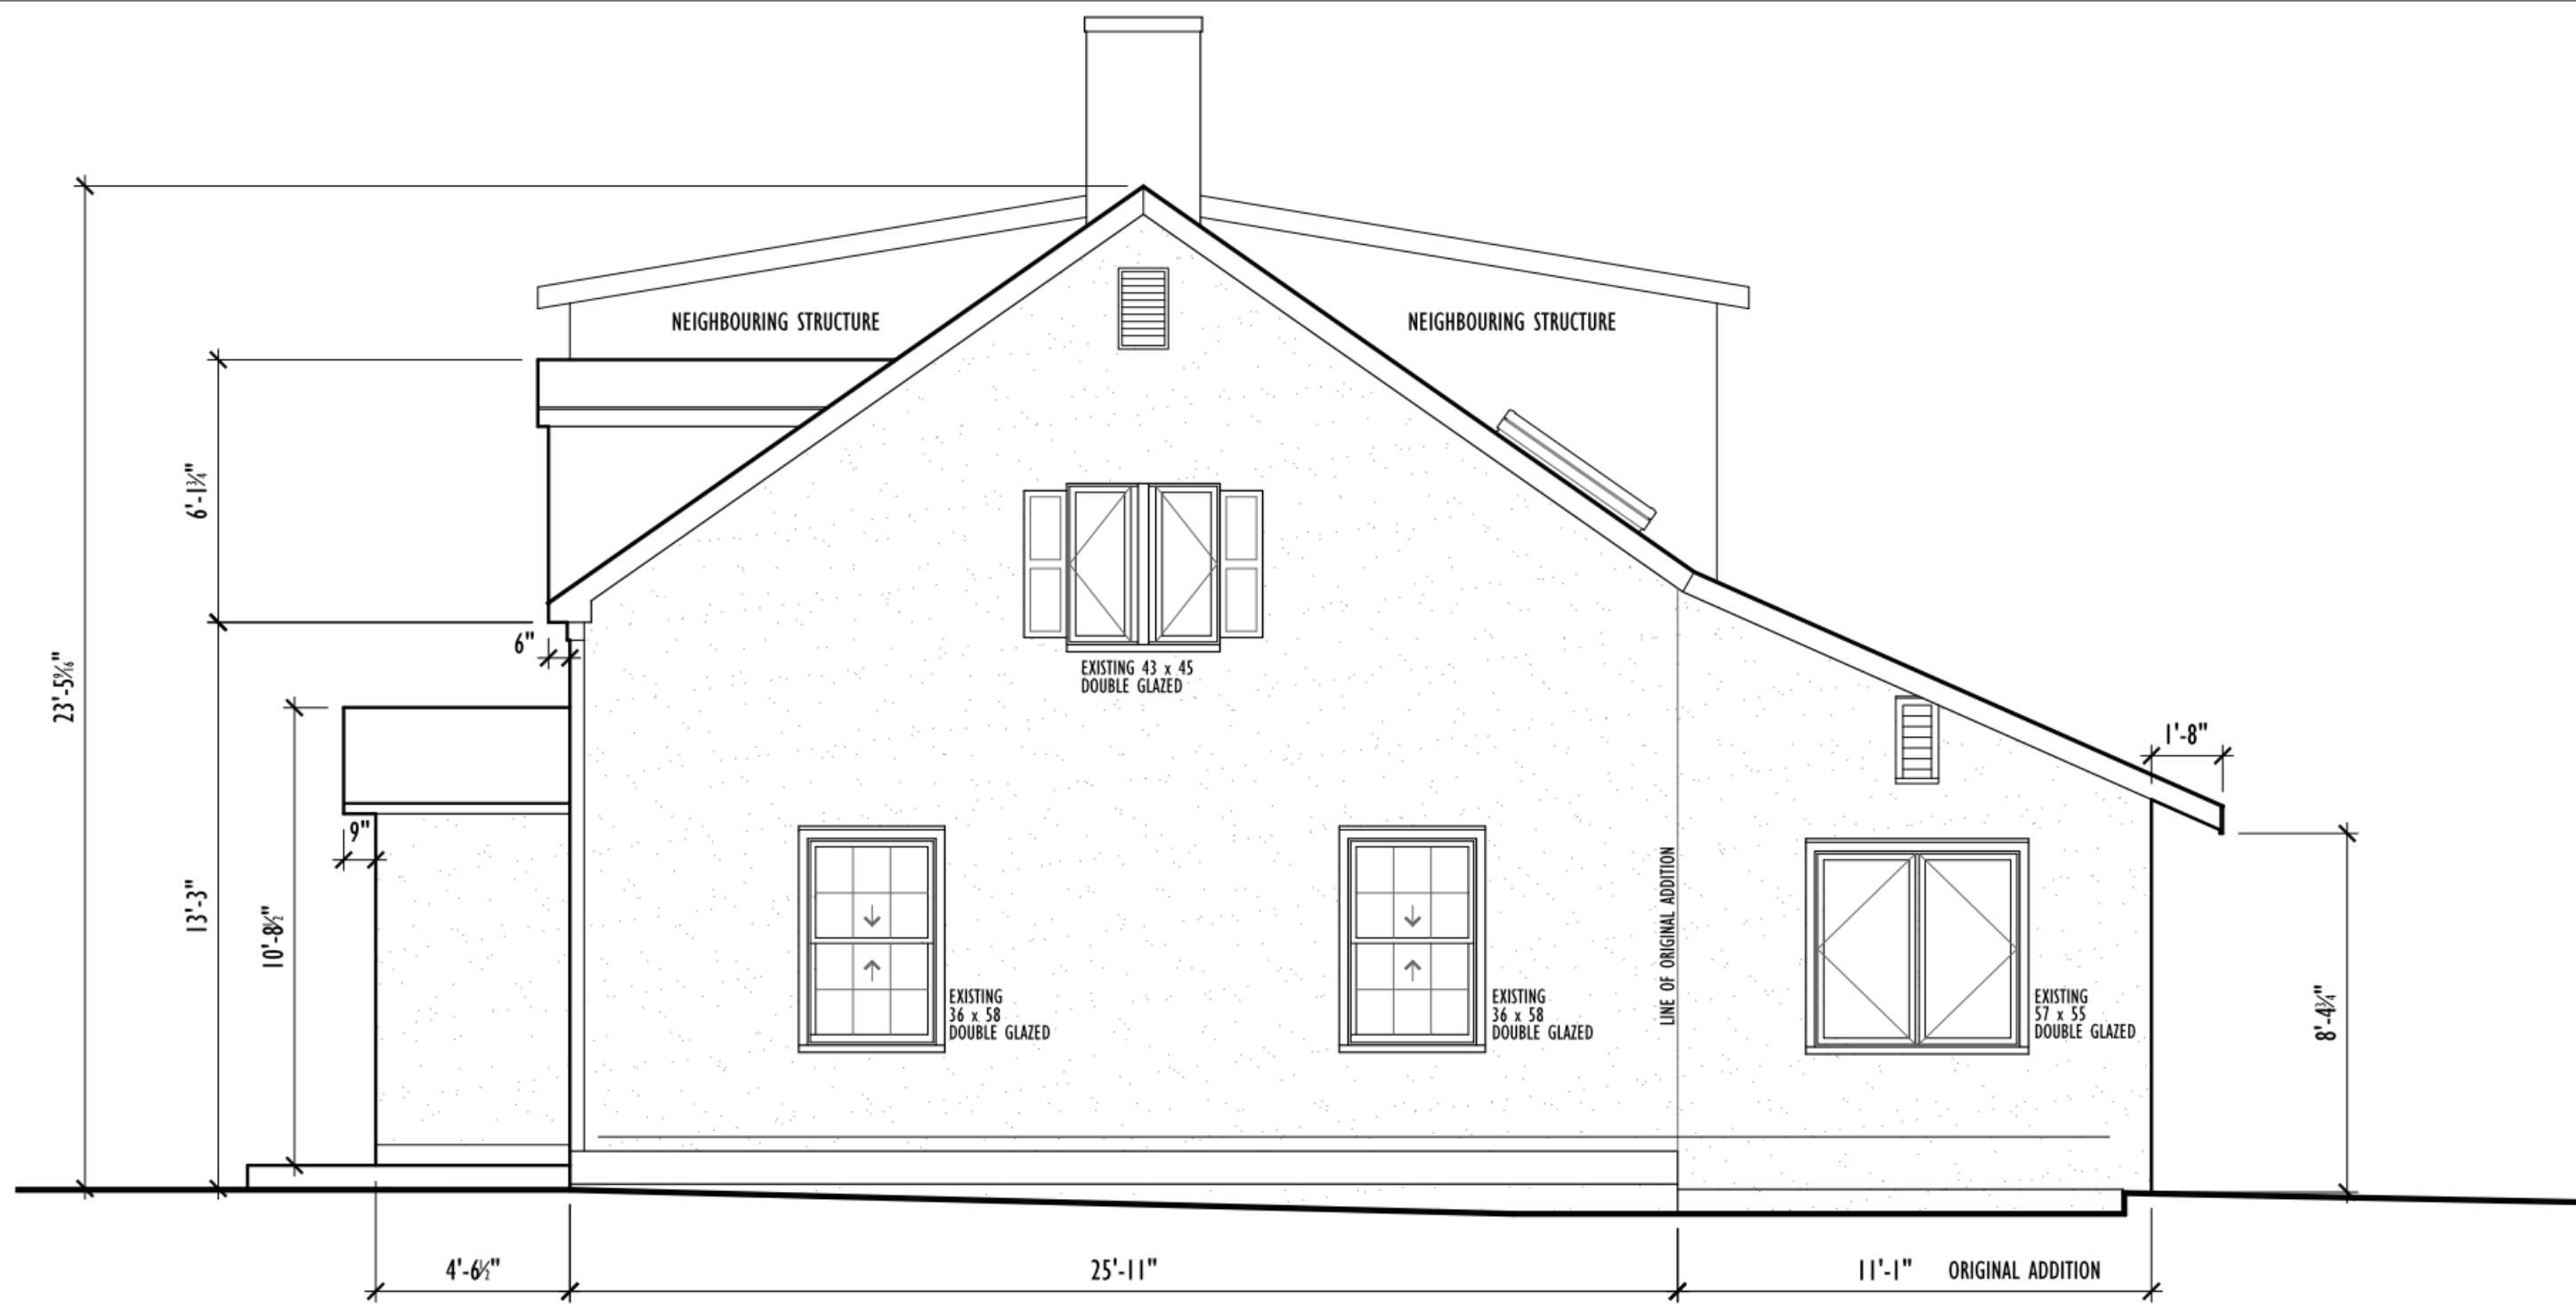 NEIGHBOURING STRUCTURE
NEIGHBOURING STRUCTURE
6'-1¾"
6"
23'-5⁹⁄₁₆"
EXISTING 43 x 45
DOUBLE GLAZED
1'-8"
9"
13'-3"
10'-8½"
LINE OF ORIGINAL ADDITION
EXISTING
36 x 58
DOUBLE GLAZED
EXISTING
36 x 58
DOUBLE GLAZED
EXISTING
57 x 55
DOUBLE GLAZED
8'-4¾"
4'-6½"
25'-11"
11'-1" ORIGINAL ADDITION